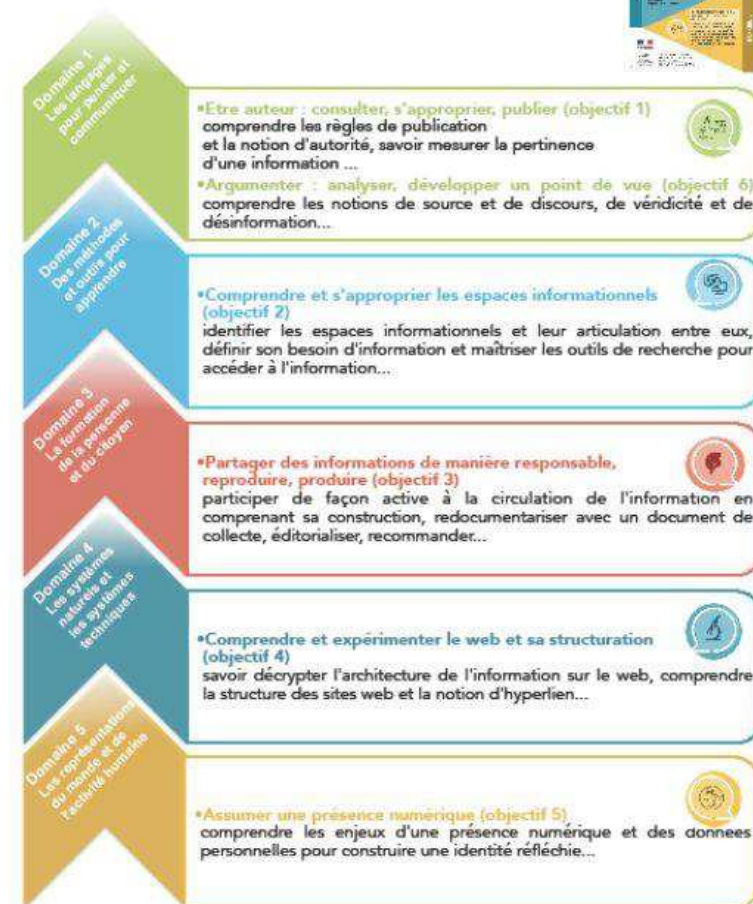 Domaine 1
Les langages
pour penser et
communiquer
•Etre auteur : consulter, s'approprier, publier (objectif 1)
comprendre les règles de publication
et la notion d'autorité, savoir mesurer la pertinence
d'une information ...
•Argumenter : analyser, développer un point de vue (objectif 6)
comprendre les notions de source et de discours, de véridicité et de
désinformation...
Domaine 2
Des méthodes
et outils pour
apprendre
•Comprendre et s'approprier les espaces informationnels
(objectif 2)
identifier les espaces informationnels et leur articulation entre eux,
définir son besoin d'information et maîtriser les outils de recherche pour
accéder à l'information...
Domaine 3
La formation
de la personne
et du citoyen
•Partager des informations de manière responsable,
reproduire, produire (objectif 3)
participer de façon active à la circulation de l'information en
comprenant sa construction, redocumentariser avec un document de
collecte, éditorialiser, recommander...
Domaine 4
Les systèmes
naturels et
les systèmes
techniques
•Comprendre et expérimenter le web et sa structuration
(objectif 4)
savoir décrypter l'architecture de l'information sur le web, comprendre
la structure des sites web et la notion d'hyperlien...
Domaine 5
Les représentations
du monde et de
l'activité humaine
•Assumer une présence numérique (objectif 5)
comprendre les enjeux d'une présence numérique et des données
personnelles pour construire une identité réfléchie...